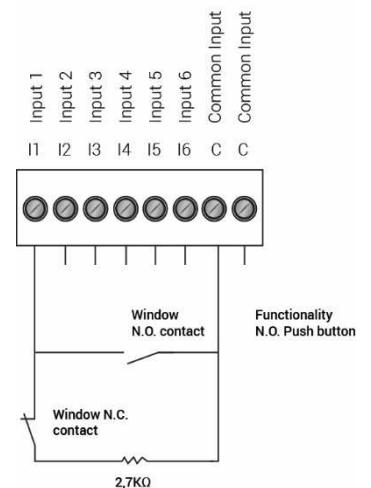 Input 1
Input 2
Input 3
Input 4
Input 5
Input 6
Common Input
Common Input
I1 I2 I3 I4 I5 I6 C C
Window
N.O. contact
Functionality
N.O. Push button
Window N.C.
contact
2,7KΩ